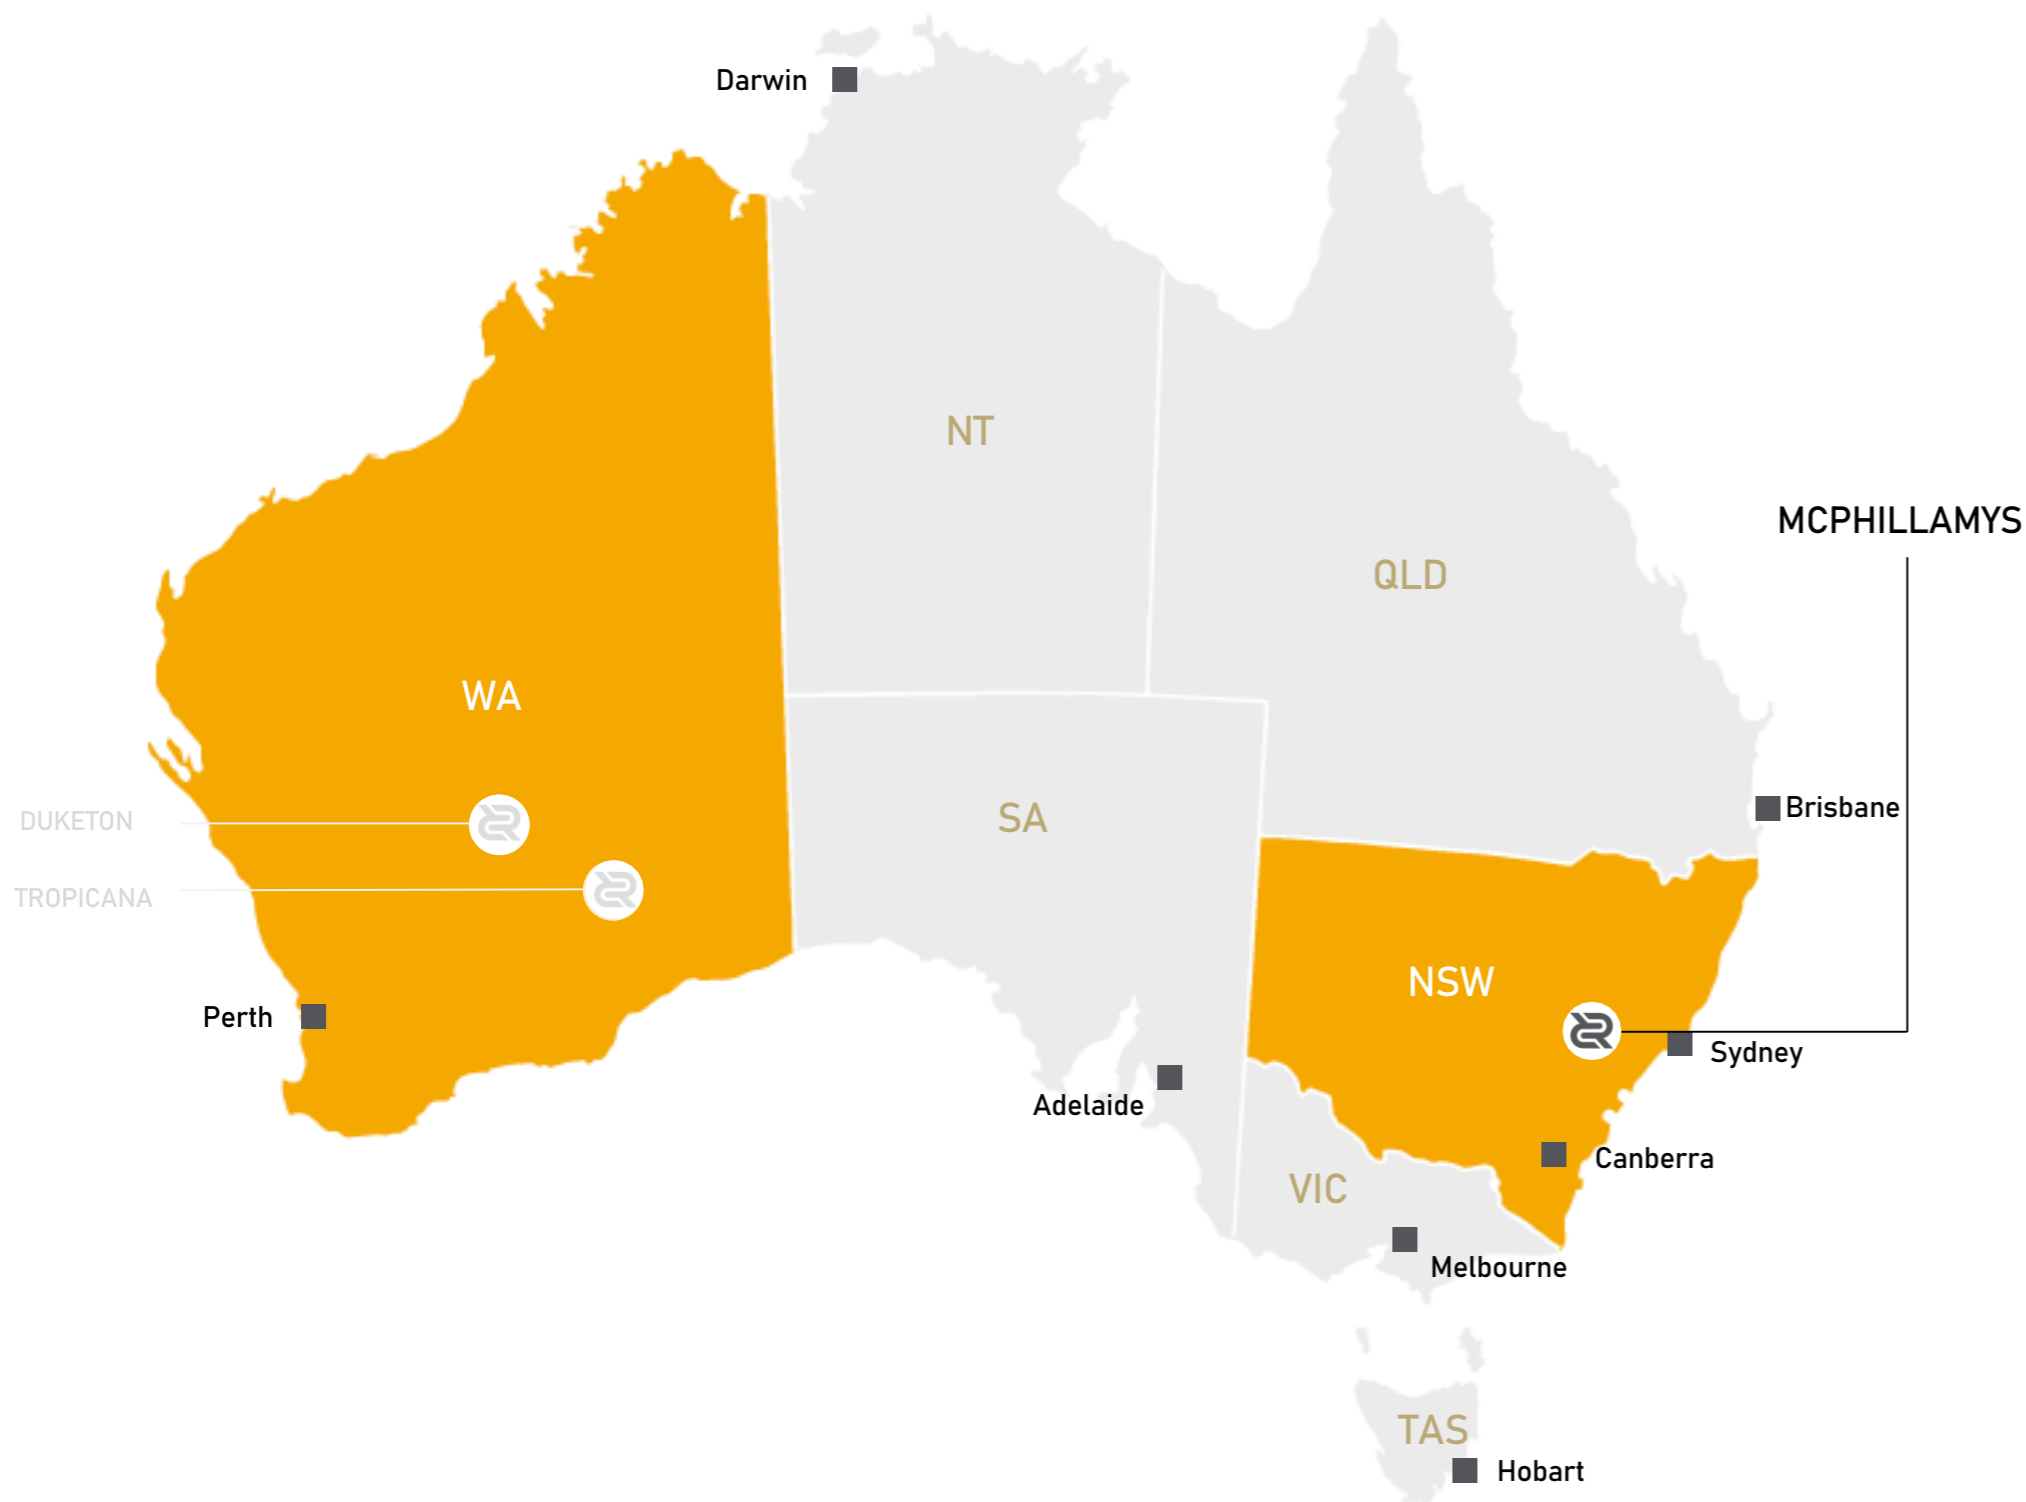 Darwin
NT
MCPHILLAMYS
QLD
WA
DUKETON
SA
Brisbane
TROPICANA
NSW
Perth
Sydney
Adelaide
Canberra
VIC
Melbourne
TAS
Hobart